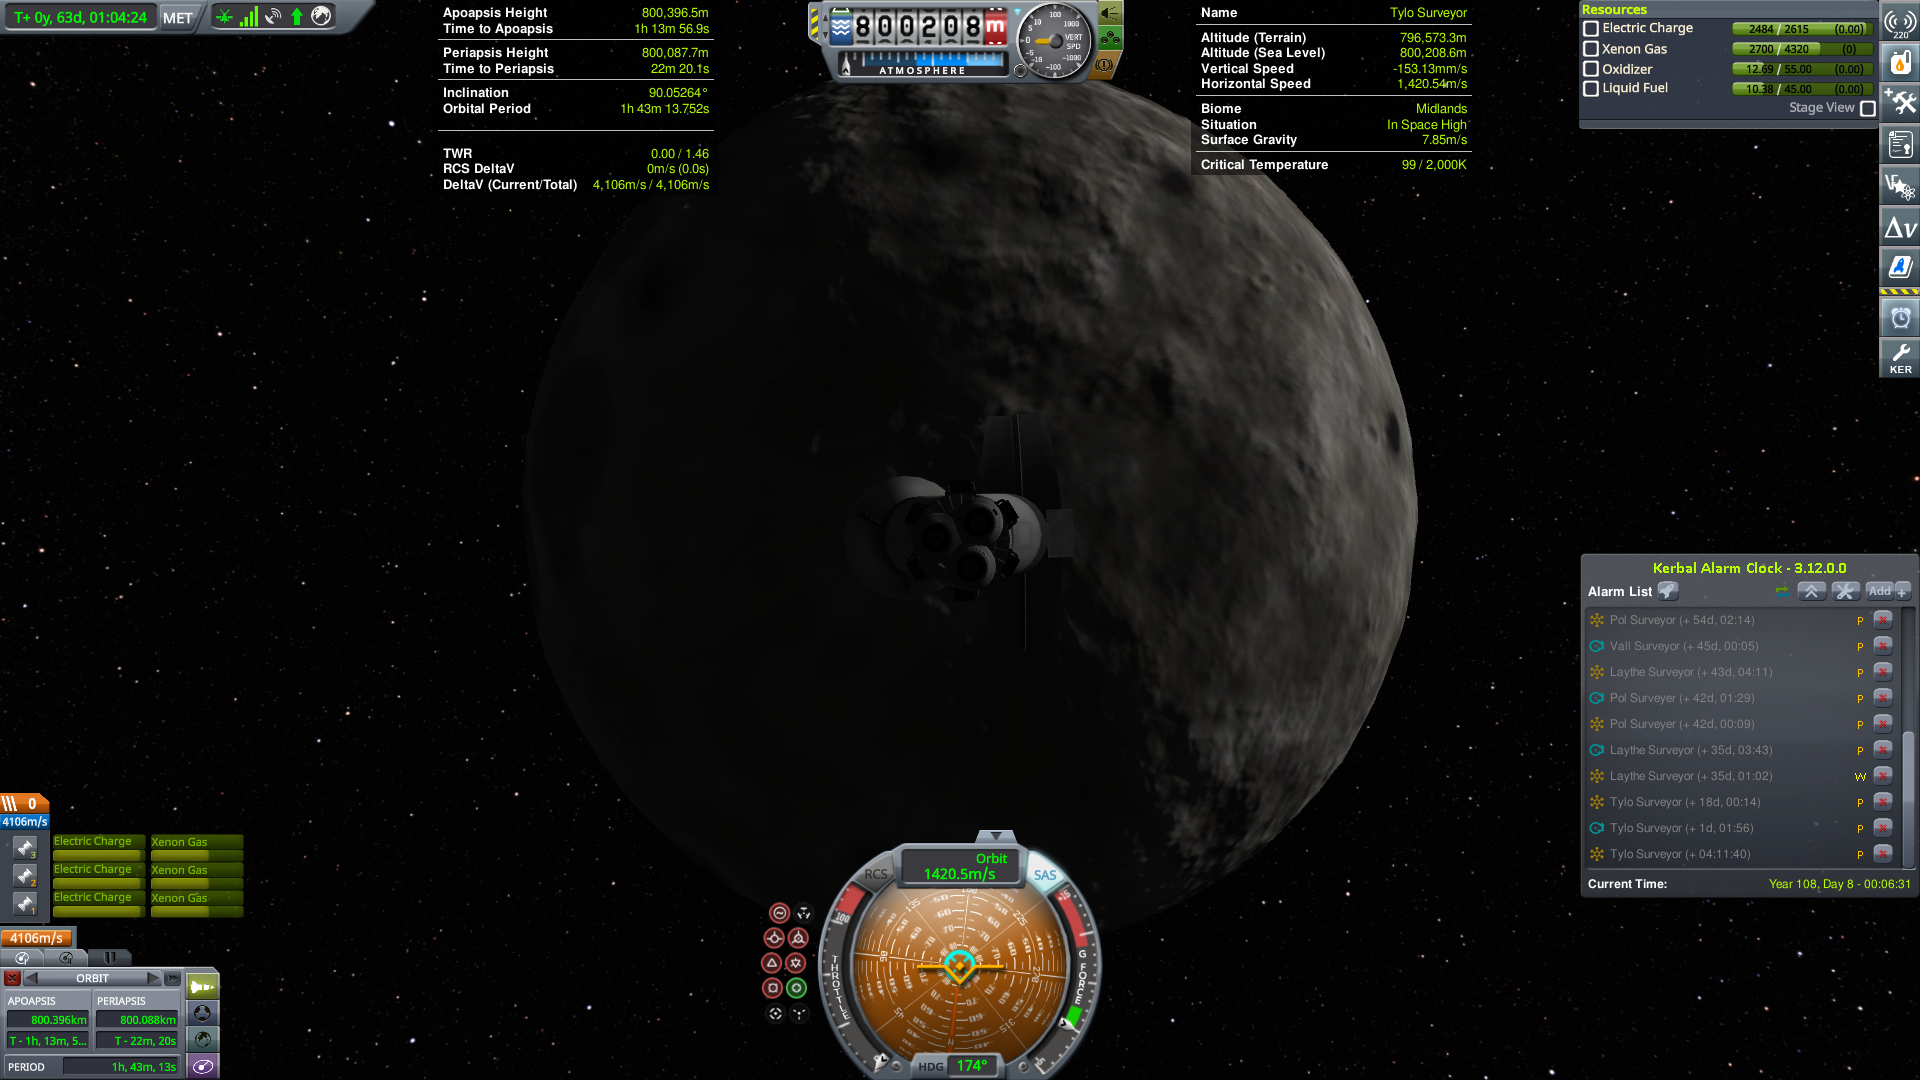 T+ 0y, 63d, 01:04:24 MET
Apoapsis Height 800,396.5m
Time to Apoapsis 1h 13m 56.9s
Periapsis Height 800,087.7m
Time to Periapsis 22m 20.1s
Inclination 90.05264°
Orbital Period 1h 43m 13.752s
TWR 0.00 / 1.46
RCS DeltaV 0m/s (0.0s)
DeltaV (Current/Total) 4,106m/s / 4,106m/s
800208 m
ATMOSPHERE
VERT SPD
Name Tylo Surveyor
Altitude (Terrain) 796,573.3m
Altitude (Sea Level) 800,208.6m
Vertical Speed -153.13mm/s
Horizontal Speed 1,420.54m/s
Biome Midlands
Situation In Space High
Surface Gravity 7.85m/s
Critical Temperature 99 / 2,000K
Resources
Electric Charge 2484 / 2615 (0.00)
Xenon Gas 2700 / 4320 (0)
Oxidizer 12.69 / 55.00 (0.00)
Liquid Fuel 10.38 / 45.00 (0.00)
Stage View
220
Δv
KER
Kerbal Alarm Clock - 3.12.0.0
Alarm List Add +
Pol Surveyor (+ 54d, 02:14) P
Vall Surveyor (+ 45d, 00:05) P
Laythe Surveyor (+ 43d, 04:11) P
Pol Surveyor (+ 42d, 01:29) P
Pol Surveyor (+ 42d, 00:09) P
Laythe Surveyor (+ 35d, 03:43) P
Laythe Surveyor (+ 35d, 01:02) W
Tylo Surveyor (+ 18d, 00:14) P
Tylo Surveyor (+ 1d, 01:56) P
Tylo Surveyor (+ 04:11:40) P
Current Time: Year 108, Day 8 - 00:06:31
0
4106m/s
3 Electric Charge Xenon Gas
2 Electric Charge Xenon Gas
1 Electric Charge Xenon Gas
4106m/s
ORBIT
APOAPSIS PERIAPSIS
800.396km 800.088km
T - 1h, 13m, 5... T - 22m, 20s
PERIOD 1h, 43m, 13s
Orbit
RCS 1420.5m/s SAS
THROTTLE
G FORCE
HDG 174°